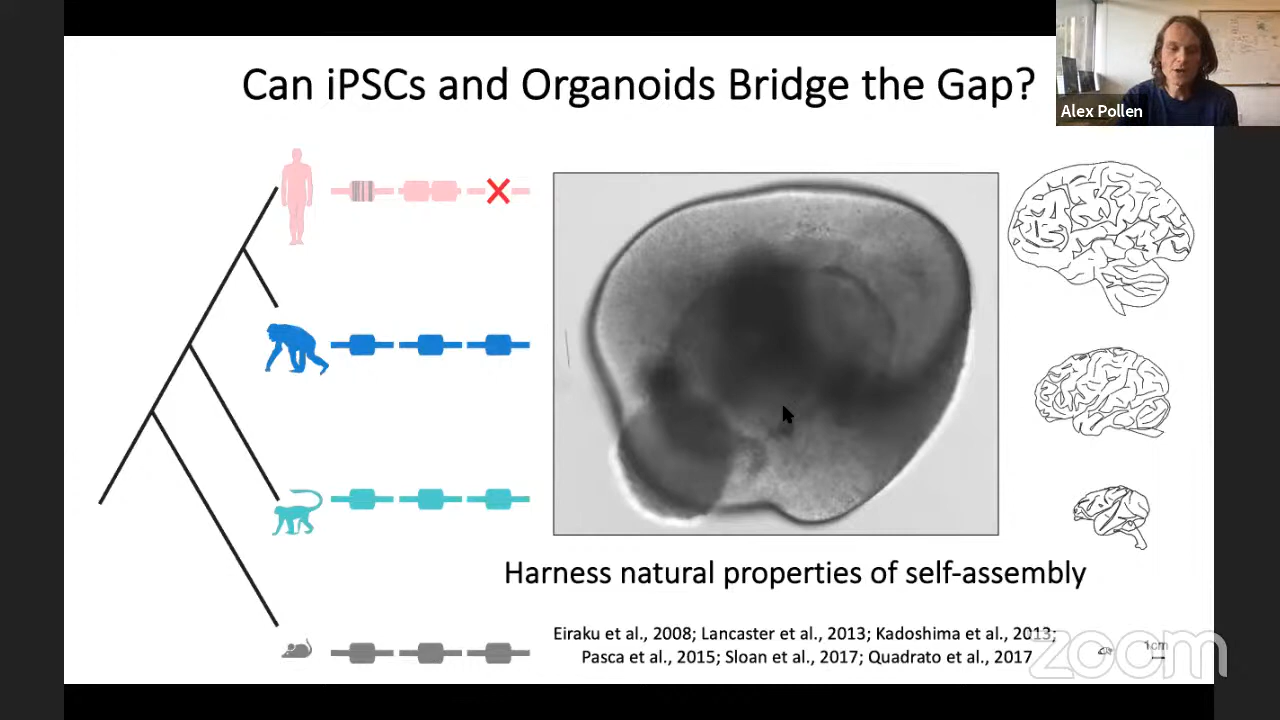 Can iPSCs and Organoids Bridge the Gap?
Alex Pollen
Harness natural properties of self-assembly
Eiraku et al., 2008; Lancaster et al., 2013; Kadoshima et al., 2013;
Pasca et al., 2015; Sloan et al., 2017; Quadrato et al., 2017
1cm
zoom